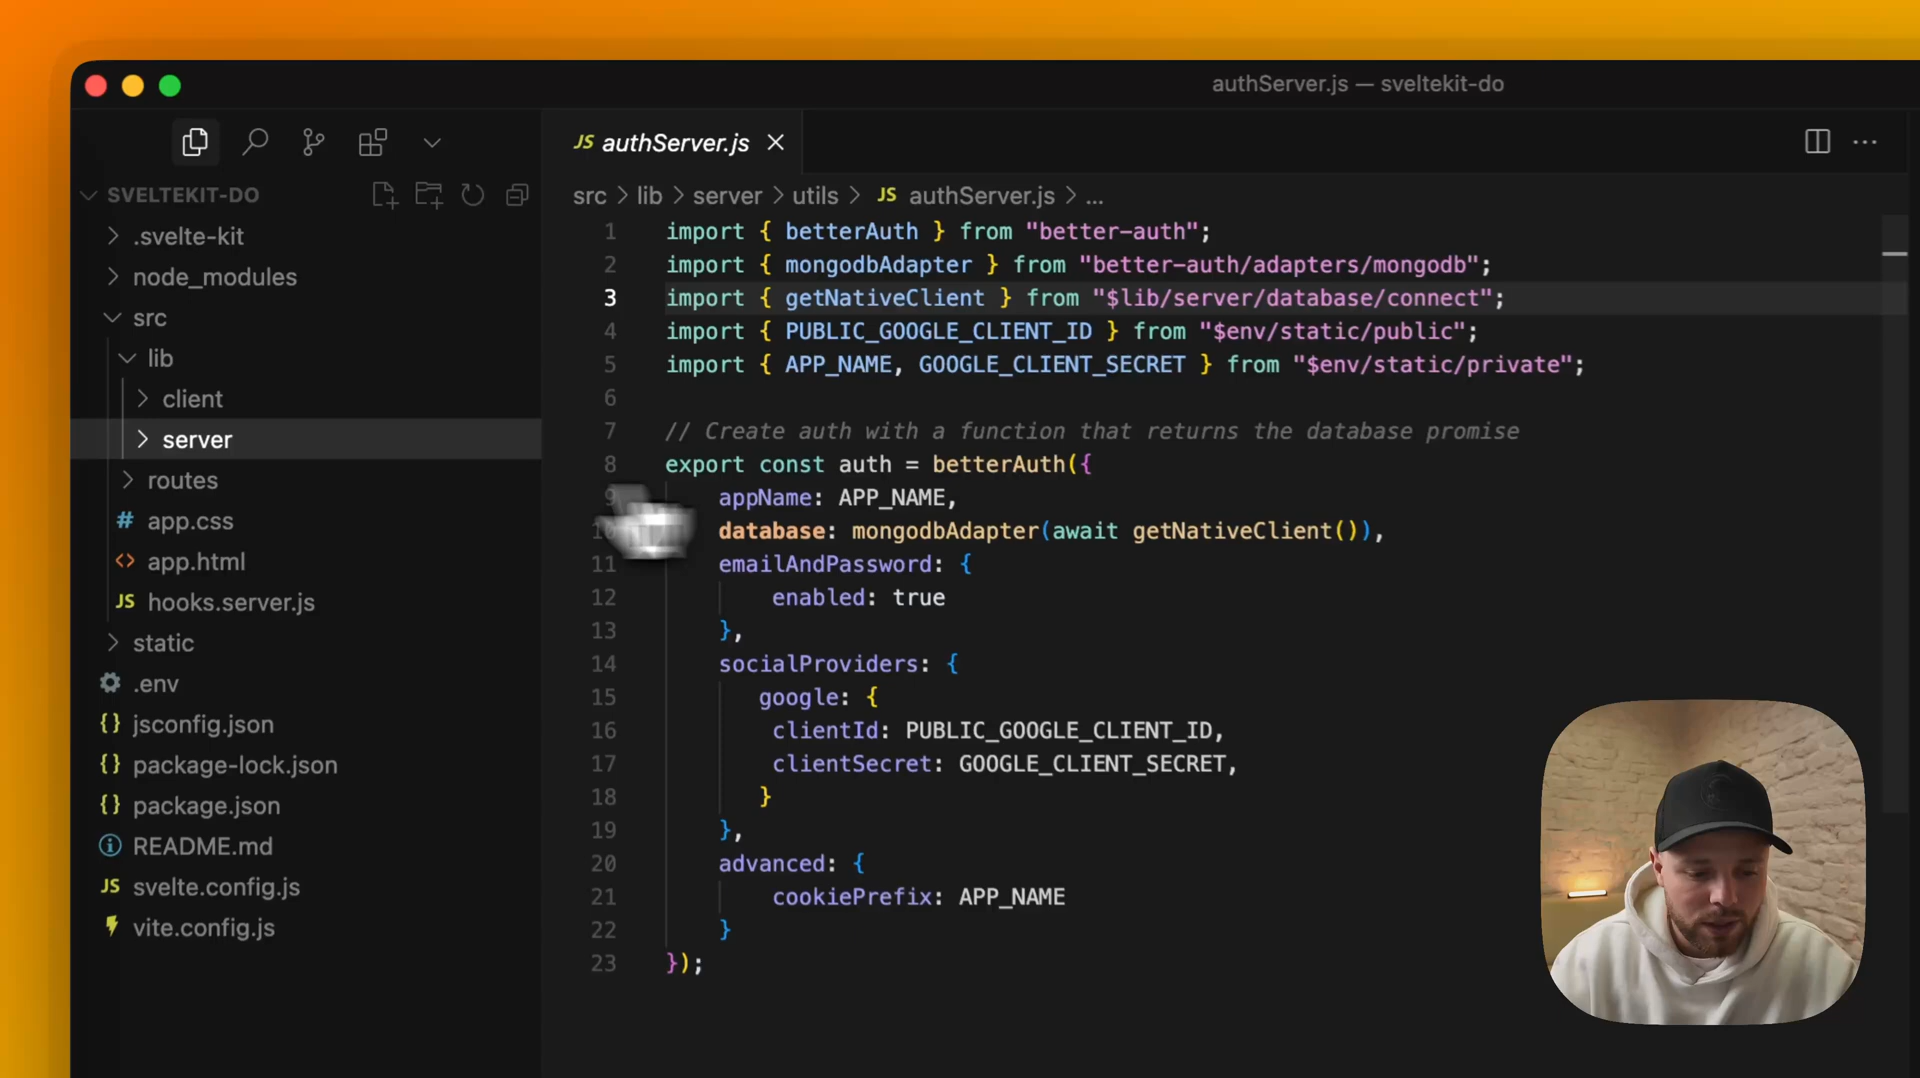 authServer.js — sveltekit-do
JS authServer.js
SVELTEKIT-DO
.svelte-kit
node_modules
src
lib
client
server
routes
# app.css
<> app.html
JS hooks.server.js
static
.env
{} jsconfig.json
{} package-lock.json
{} package.json
README.md
JS svelte.config.js
vite.config.js
src > lib > server > utils > JS authServer.js > ...
1 import { betterAuth } from "better-auth";
2 import { mongodbAdapter } from "better-auth/adapters/mongodb";
3 import { getNativeClient } from "$lib/server/database/connect";
4 import { PUBLIC_GOOGLE_CLIENT_ID } from "$env/static/public";
5 import { APP_NAME, GOOGLE_CLIENT_SECRET } from "$env/static/private";
6
7 // Create auth with a function that returns the database promise
8 export const auth = betterAuth({
9 appName: APP_NAME,
10 database: mongodbAdapter(await getNativeClient()),
11 emailAndPassword: {
12 enabled: true
13 },
14 socialProviders: {
15 google: {
16 clientId: PUBLIC_GOOGLE_CLIENT_ID,
17 clientSecret: GOOGLE_CLIENT_SECRET,
18 }
19 },
20 advanced: {
21 cookiePrefix: APP_NAME
22 }
23 });